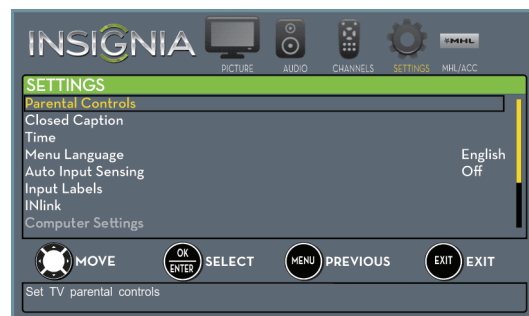 INSIGNIA
PICTURE AUDIO CHANNELS SETTINGS MHL/ACC
MHL
SETTINGS
Parental Controls
Closed Caption
Time
Menu Language English
Auto Input Sensing Off
Input Labels
INlink
Computer Settings
MOVE OK ENTER SELECT MENU PREVIOUS EXIT EXIT
Set TV parental controls